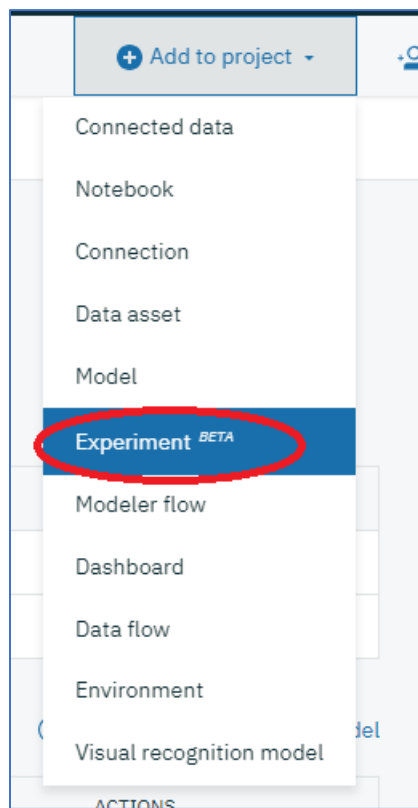 Add to project
Connected data
Notebook
Connection
Data asset
Model
Experiment BETA
Modeler flow
Dashboard
Data flow
Environment
Visual recognition model
ACTIONS